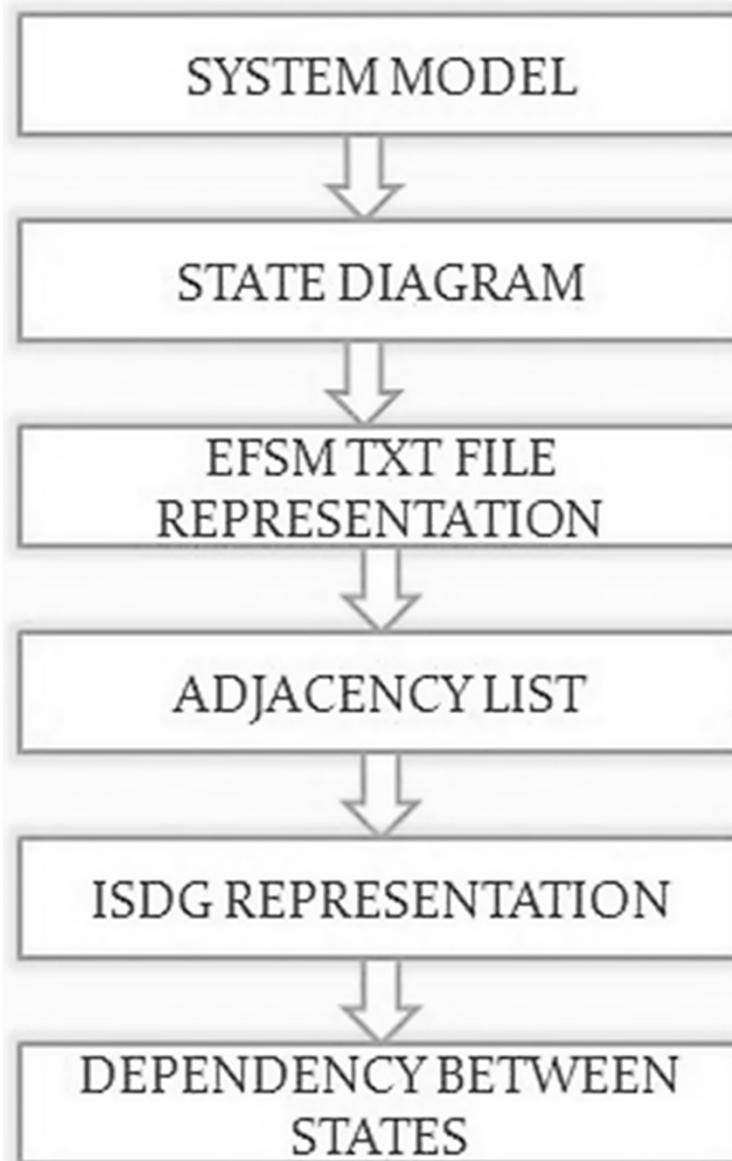 SYSTEM MODEL
STATE DIAGRAM
EFSM TXT FILE
REPRESENTATION
ADJACENCY LIST
ISDG REPRESENTATION
DEPENDENCY BETWEEN
STATES